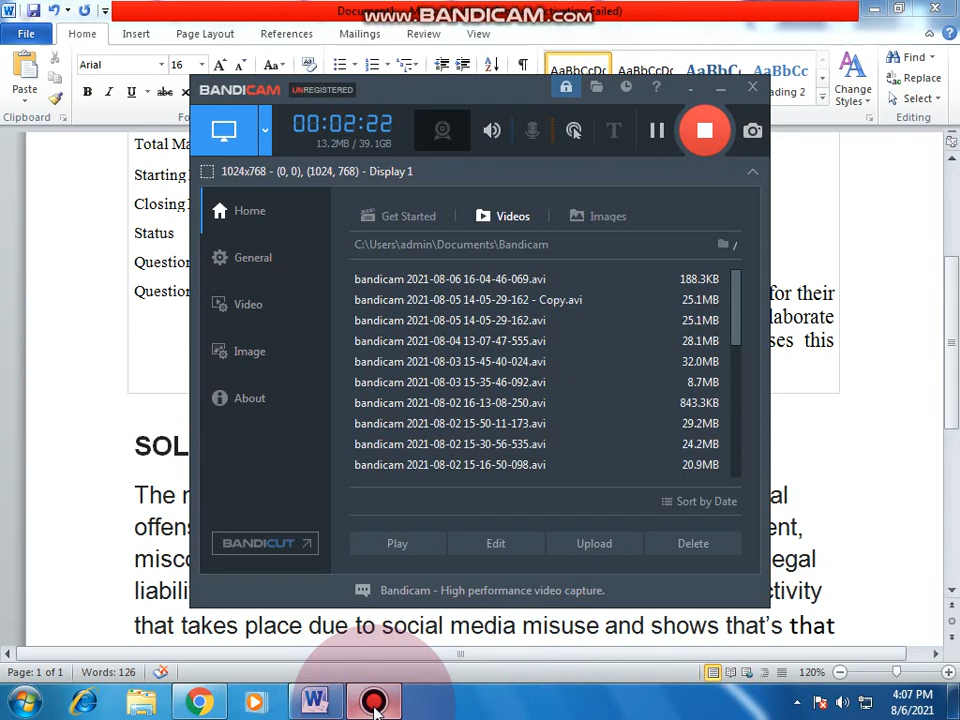 Document1
Activating Failed)
www.BANDICAM.com
File Home Insert Page Layout References Mailings Review View
Arial 16 A A Aa
Paste B I U abc
AaBbCcDc AaBbCcDc AaBbC AaBbCc
ading 2
Change Styles
Find
Replace
Select
Clipboard Editing
BANDICAM UNREGISTERED
00:02:22
13.2MB / 39.1GB
1024x768 - (0, 0), (1024, 768) - Display 1
Home
General
Video
Image
About
BANDICUT
Get Started Videos Images
C:\Users\admin\Documents\Bandicam /
bandicam 2021-08-06 16-04-46-069.avi 188.3KB
bandicam 2021-08-05 14-05-29-162 - Copy.avi 25.1MB
bandicam 2021-08-05 14-05-29-162.avi 25.1MB
bandicam 2021-08-04 13-07-47-555.avi 28.1MB
bandicam 2021-08-03 15-45-40-024.avi 32.0MB
bandicam 2021-08-03 15-35-46-092.avi 8.7MB
bandicam 2021-08-02 16-13-08-250.avi 843.3KB
bandicam 2021-08-02 15-50-11-173.avi 29.2MB
bandicam 2021-08-02 15-30-56-535.avi 24.2MB
bandicam 2021-08-02 15-16-50-098.avi 20.9MB
Sort by Date
Play Edit Upload Delete
Bandicam - High performance video capture.
Total Ma
Starting
Closing
Status
Question
Question
for their
laborate
ses this
SOL
The r al
offens ent,
misco legal
liabili ctivity
that takes place due to social media misuse and shows that's that
Page: 1 of 1 Words: 126 120%
4:07 PM
8/6/2021